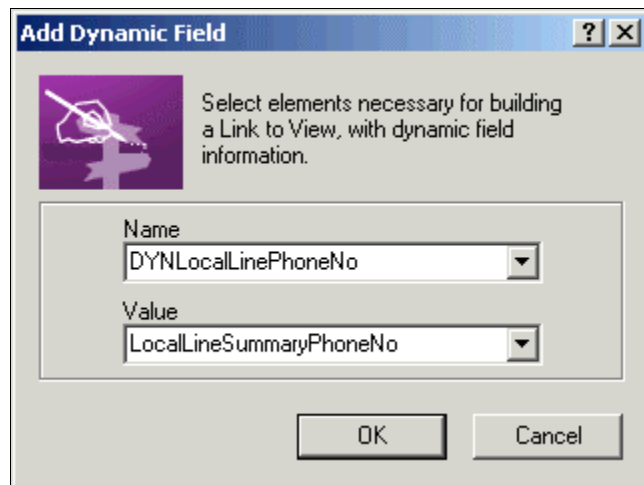 Add Dynamic Field
Select elements necessary for building
a Link to View, with dynamic field
information.
Name
DYNLocalLinePhoneNo
Value
LocalLineSummaryPhoneNo
OK
Cancel